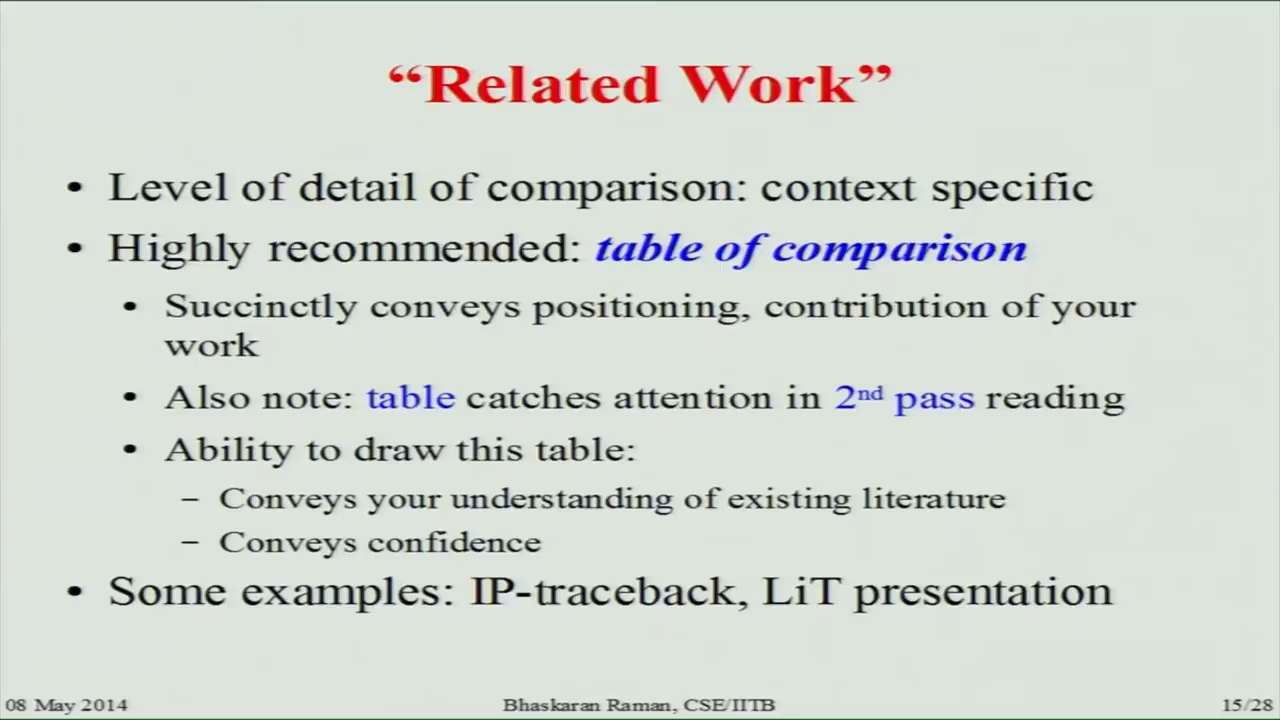 “Related Work”
• Level of detail of comparison: context specific
• Highly recommended: table of comparison
• Succinctly conveys positioning, contribution of your
work
• Also note: table catches attention in 2nd pass reading
• Ability to draw this table:
– Conveys your understanding of existing literature
– Conveys confidence
• Some examples: IP-traceback, LiT presentation
08 May 2014
Bhaskaran Raman, CSE/IITB
15/28